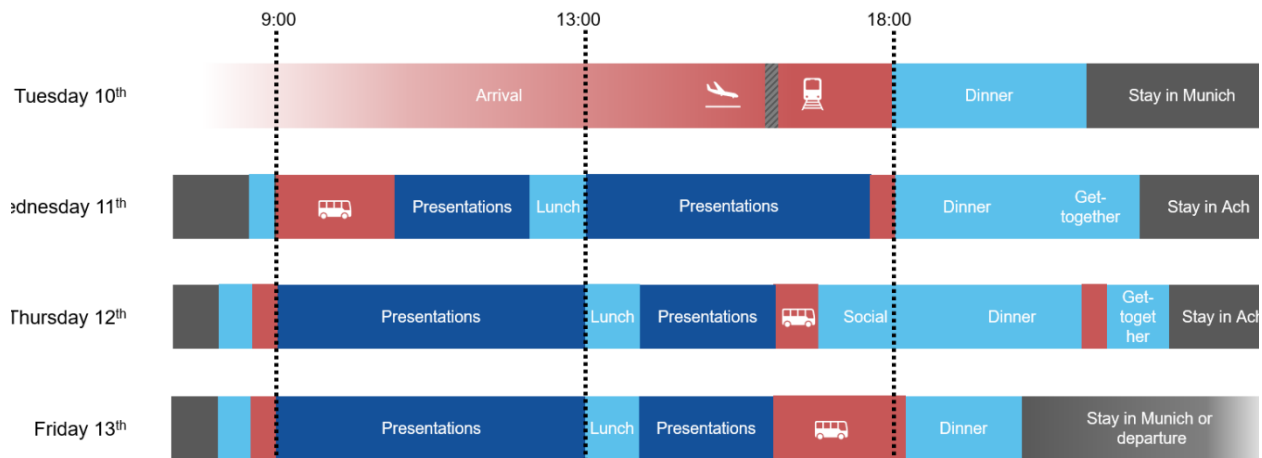 9:00 13:00 18:00
Tuesday 10th Arrival Dinner Stay in Munich
ednesday 11th Presentations Lunch Presentations Dinner Get-together Stay in Ach
Thursday 12th Presentations Lunch Presentations Social Dinner Get-toget her Stay in Ach
Friday 13th Presentations Lunch Presentations Dinner Stay in Munich or departure